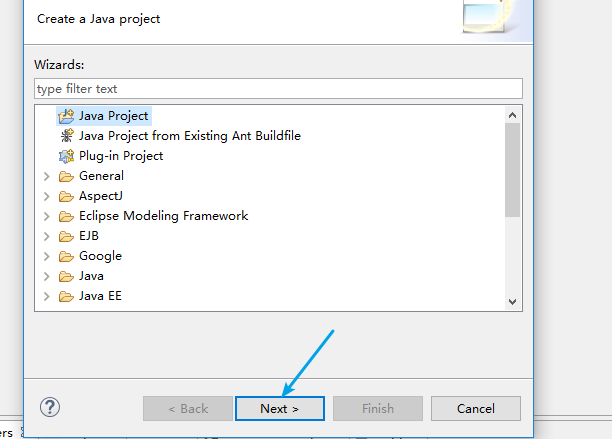 Create a Java project
Wizards:
type filter text
Java Project
Java Project from Existing Ant Buildfile
Plug-in Project
General
AspectJ
Eclipse Modeling Framework
EJB
Google
Java
Java EE
< Back
Next >
Finish
Cancel
ers